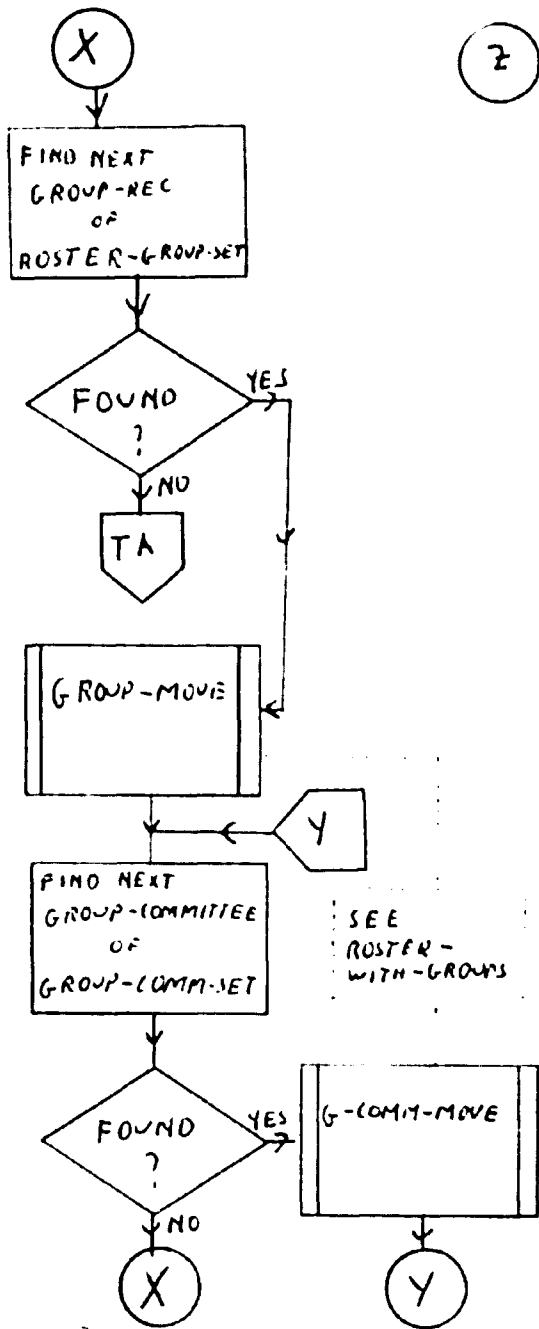 X
Z
FIND NEXT
GROUP-REC
OF
ROSTER-GROUP-SET
FOUND
?
YES
NO
TA
GROUP-MOVE
Y
FIND NEXT
GROUP-COMMITTEE
OF
GROUP-COMM-SET
SEE
ROSTER-
WITH-GROUPS
FOUND
?
YES
NO
G-COMM-MOVE
X
Y